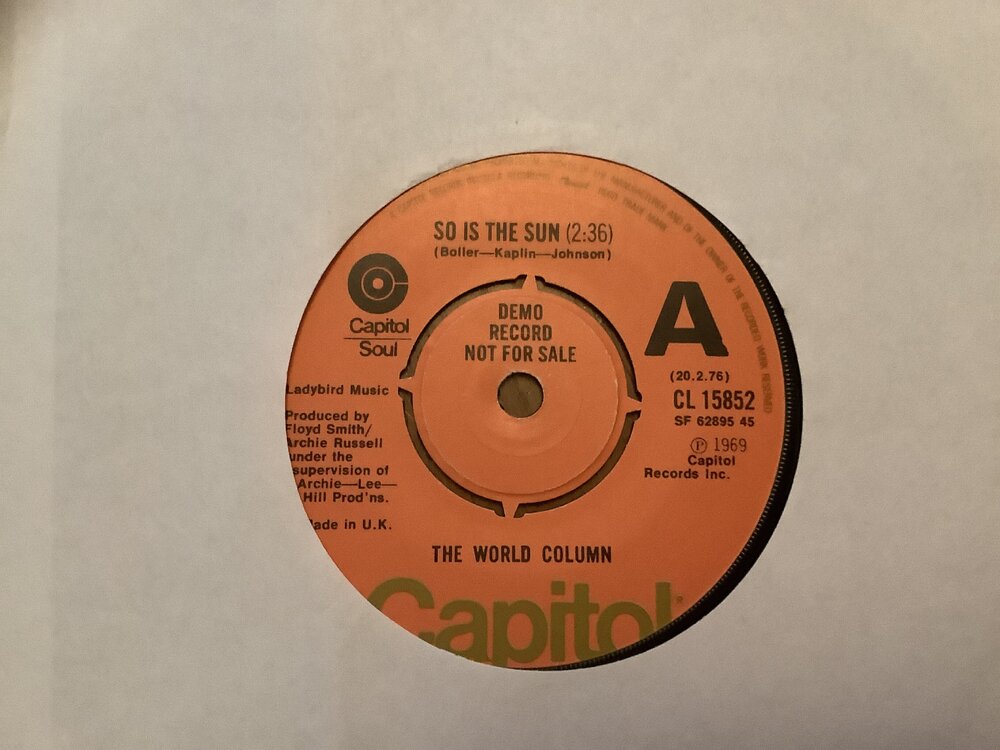 SO IS THE SUN (2:36)
(Boller—Kaplin—Johnson)
Capitol
Soul
DEMO
RECORD
NOT FOR SALE
A
(20.2.76)
CL 15852
SF 62895 45
Ⓟ 1969
Capitol
Records Inc.
Ladybird Music
Produced by
Floyd Smith/
Archie Russell
under the
supervision of
Archie—Lee—
Hill Prod'ns.
ade in U.K.
THE WORLD COLUMN
Capitol